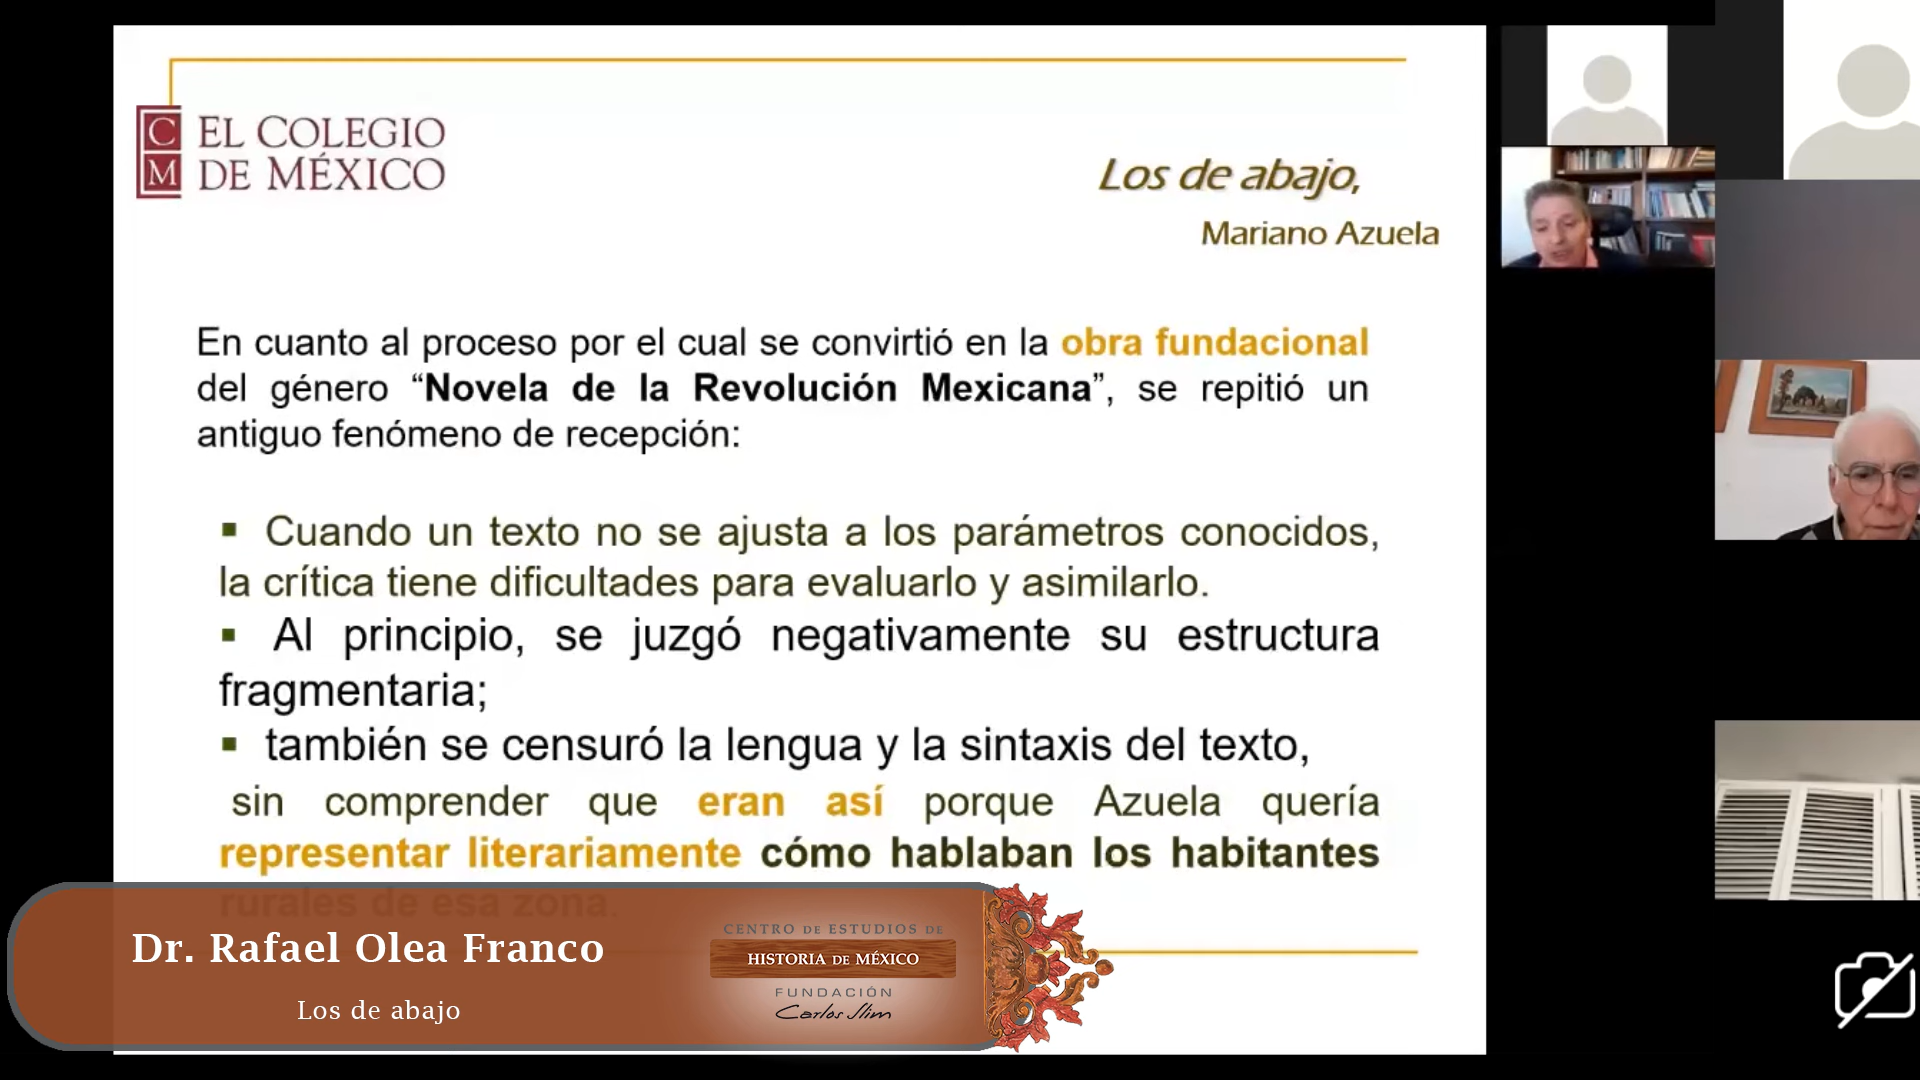 CM EL COLEGIO
DE MÉXICO
Los de abajo,
Mariano Azuela
En cuanto al proceso por el cual se convirtió en la obra fundacional
del género “Novela de la Revolución Mexicana”, se repitió un
antiguo fenómeno de recepción:
▪ Cuando un texto no se ajusta a los parámetros conocidos,
la crítica tiene dificultades para evaluarlo y asimilarlo.
▪ Al principio, se juzgó negativamente su estructura
fragmentaria;
▪ también se censuró la lengua y la sintaxis del texto,
sin comprender que eran así porque Azuela quería
representar literariamente cómo hablaban los habitantes
rurales de esa zona.
Dr. Rafael Olea Franco
Los de abajo
CENTRO DE ESTUDIOS DE
HISTORIA DE MÉXICO
FUNDACIÓN
Carlos Slim